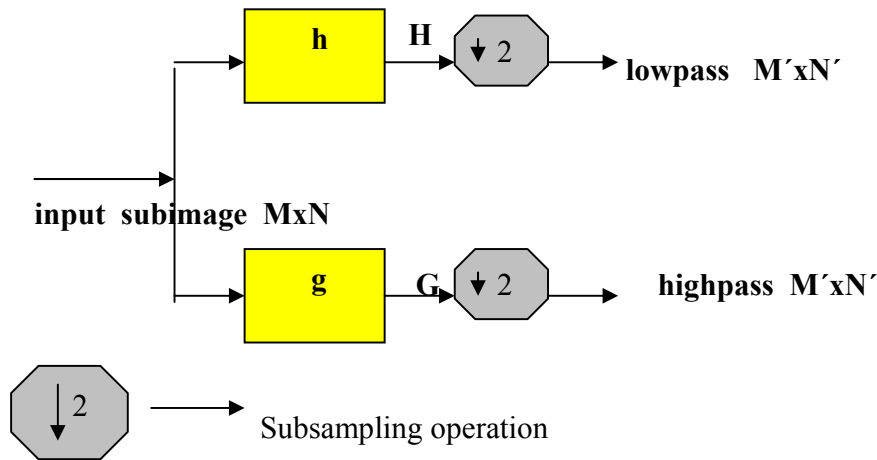 h
H
↓ 2
lowpass M´xN´
input subimage MxN
g
G
↓ 2
highpass M´xN´
↓ 2
Subsampling operation